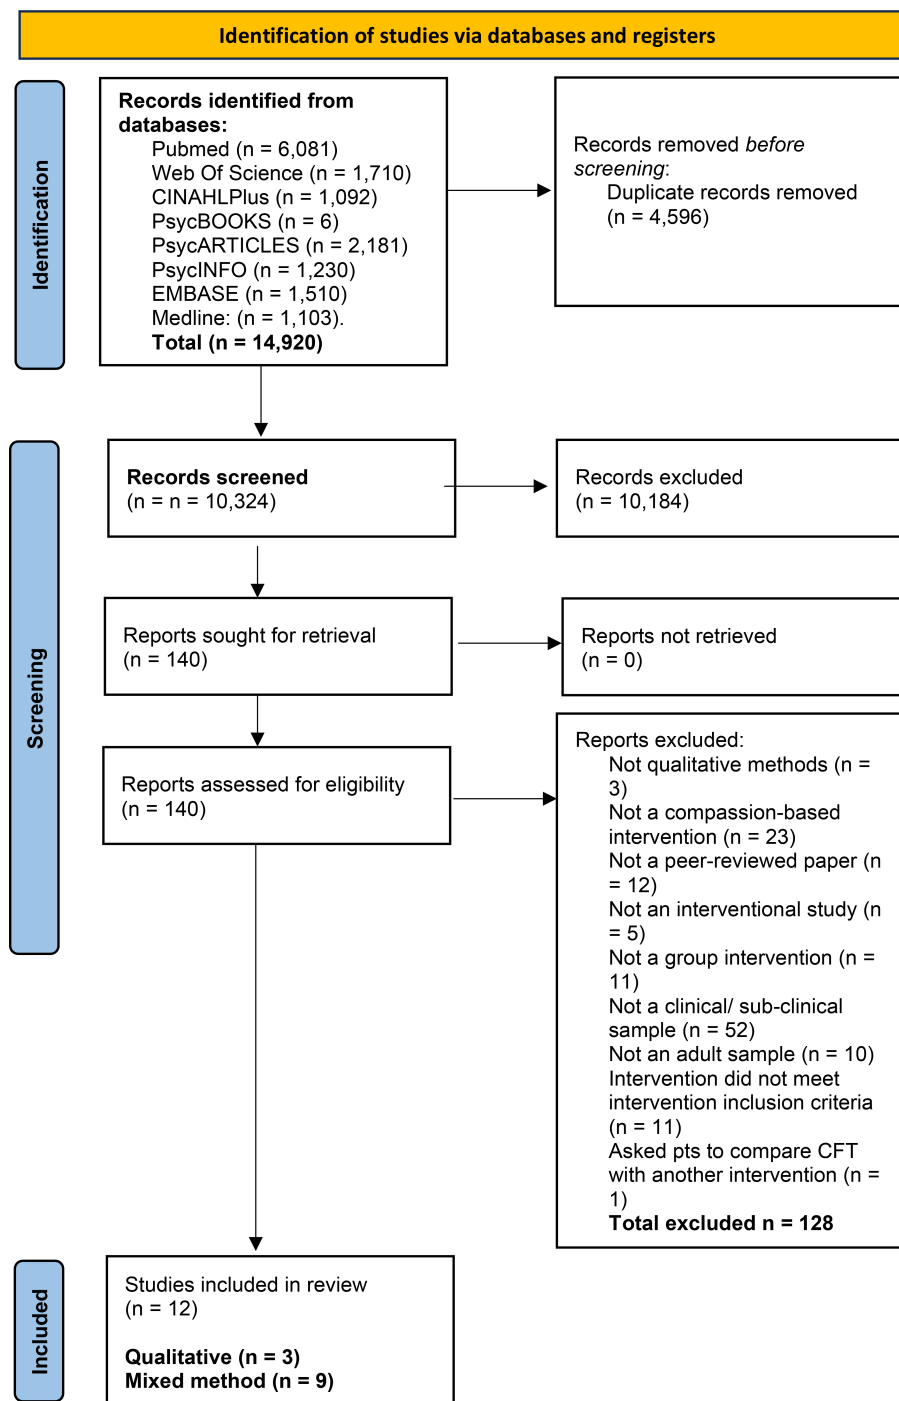 Identification of studies via databases and registers
Identification
Records identified from
databases:
Pubmed (n = 6,081)
Web Of Science (n = 1,710)
CINAHLPlus (n = 1,092)
PsycBOOKS (n = 6)
PsycARTICLES (n = 2,181)
PsycINFO (n = 1,230)
EMBASE (n = 1,510)
Medline: (n = 1,103).
Total (n = 14,920)
Records removed before
screening:
Duplicate records removed
(n = 4,596)
Screening
Records screened
(n = n = 10,324)
Records excluded
(n = 10,184)
Reports sought for retrieval
(n = 140)
Reports not retrieved
(n = 0)
Reports assessed for eligibility
(n = 140)
Reports excluded:
Not qualitative methods (n =
3)
Not a compassion-based
intervention (n = 23)
Not a peer-reviewed paper (n
= 12)
Not an interventional study (n
= 5)
Not a group intervention (n =
11)
Not a clinical/ sub-clinical
sample (n = 52)
Not an adult sample (n = 10)
Intervention did not meet
intervention inclusion criteria
(n = 11)
Asked pts to compare CFT
with another intervention (n =
1)
Total excluded n = 128
Included
Studies included in review
(n = 12)
Qualitative (n = 3)
Mixed method (n = 9)